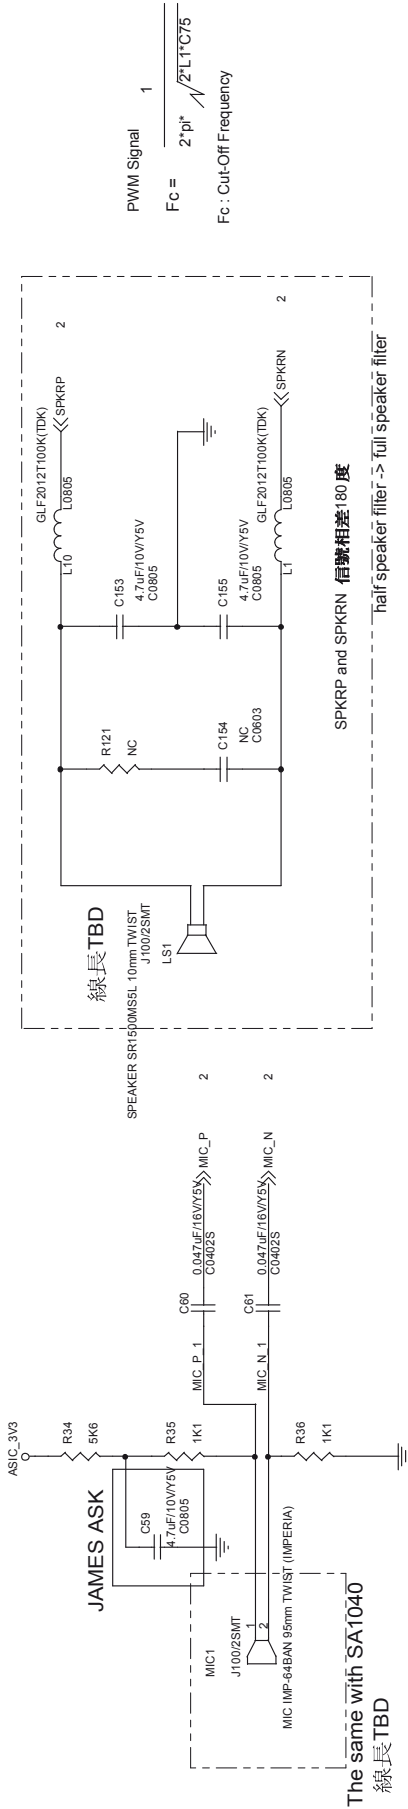 PWM Signal
Fc =
1
2*pi*
2*L1*C75
Fc : Cut-Off Frequency
GLF2012T100K(TDK)
L10
L0805
SPKRP
2
C153
4.7uF/10V/Y5V
C0805
R121
NC
C155
4.7uF/10V/Y5V
C0805
C154
NC
C0603
GLF2012T100K(TDK)
L1
L0805
SPKRN
2
線長TBD
SPEAKER SR1500MS5L 10mm TWIST
J100/2SMT
LS1
SPKRP and SPKRN 信號相差180度
half speaker filter -> full speaker filter
ASIC_3V3
R34
5K6
JAMES ASK
C59
4.7uF/10V/Y5V
C0805
R35
1K1
MIC_P_1
C60
0.047uF/16V/Y5V
C0402S
MIC_P
2
MIC_N_1
C61
0.047uF/16V/Y5V
C0402S
MIC_N
2
R36
1K1
MIC1
J100/2SMT
1
2
MIC IMP-64BAN 95mm TWIST (IMPERIA)
The same with SA1040
線長TBD